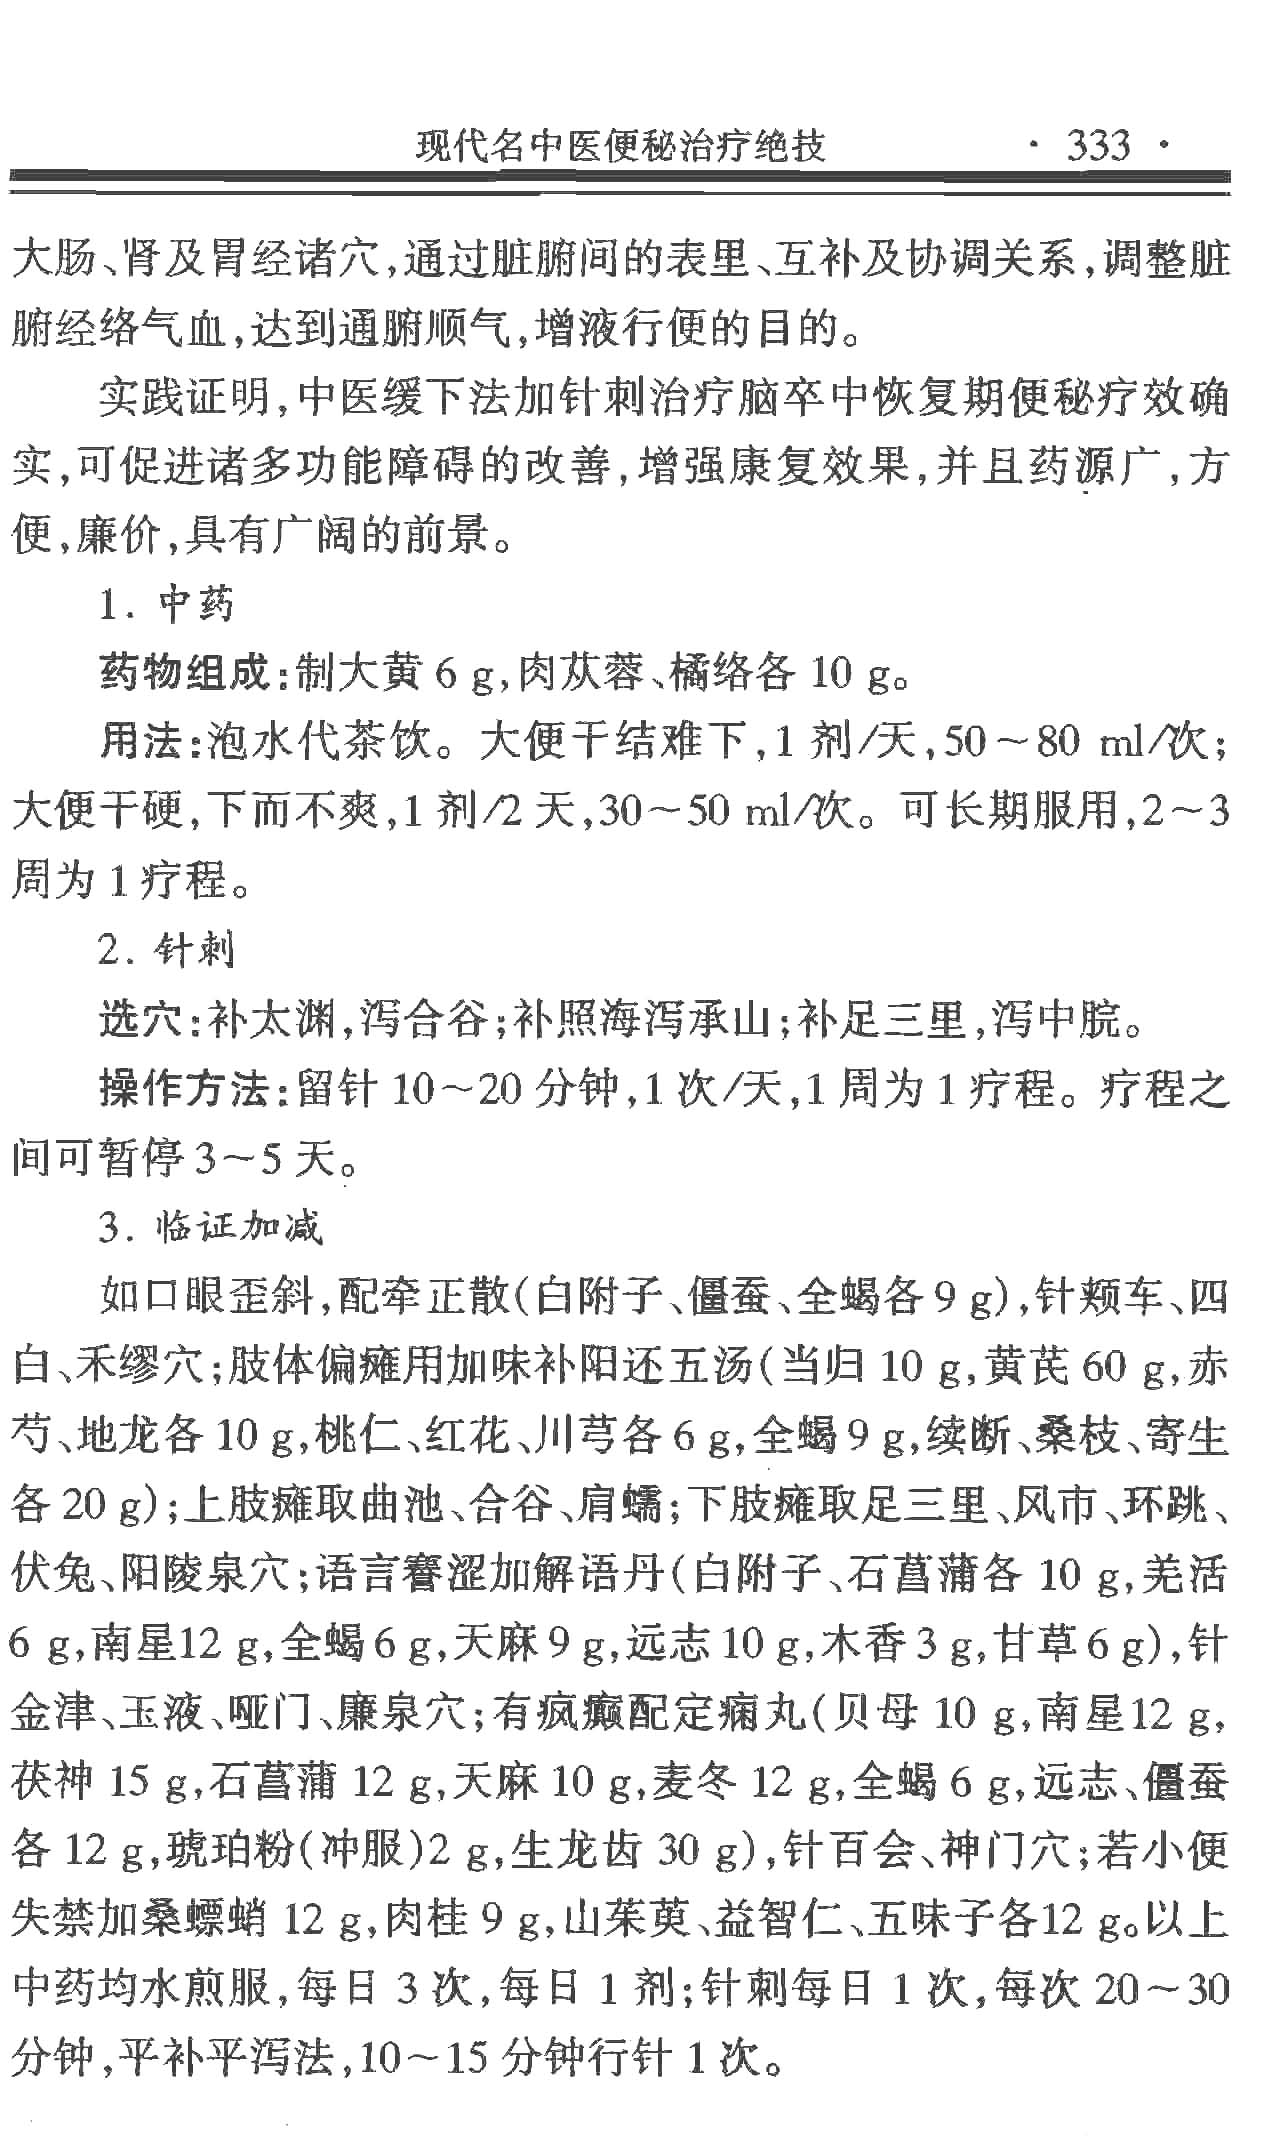 现代名中医便秘治疗绝技 · 333 ·
大肠、肾及胃经诸穴,通过脏腑间的表里、互补及协调关系,调整脏
腑经络气血,达到通腑顺气,增液行便的目的。
实践证明,中医缓下法加针刺治疗脑卒中恢复期便秘疗效确
实,可促进诸多功能障碍的改善,增强康复效果,并且药源广,方
便,廉价,具有广阔的前景。
1. 中药
药物组成:制大黄 6 g,肉苁蓉、橘络各 10 g。
用法:泡水代茶饮。大便干结难下,1 剂/天,50～80 ml/次;
大便干硬,下而不爽,1 剂/2 天,30～50 ml/次。可长期服用,2～3
周为 1 疗程。
2. 针刺
选穴:补太渊,泻合谷;补照海泻承山;补足三里,泻中脘。
操作方法:留针 10～20 分钟,1 次/天,1 周为 1 疗程。疗程之
间可暂停 3～5 天。
3. 临证加减
如口眼歪斜,配牵正散(白附子、僵蚕、全蝎各 9 g),针颊车、四
白、禾缪穴;肢体偏瘫用加味补阳还五汤(当归 10 g,黄芪 60 g,赤
芍、地龙各 10 g,桃仁、红花、川芎各 6 g,全蝎 9 g,续断、桑枝、寄生
各 20 g);上肢瘫取曲池、合谷、肩蠕;下肢瘫取足三里、风市、环跳、
伏兔、阳陵泉穴;语言謇涩加解语丹(白附子、石菖蒲各 10 g,羌活
6 g,南星12 g,全蝎 6 g,天麻 9 g,远志 10 g,木香 3 g,甘草 6 g),针
金津、玉液、哑门、廉泉穴;有疯癫配定痫丸(贝母 10 g,南星12 g,
茯神 15 g,石菖蒲 12 g,天麻 10 g,麦冬 12 g,全蝎 6 g,远志、僵蚕
各 12 g,琥珀粉(冲服)2 g,生龙齿 30 g),针百会、神门穴;若小便
失禁加桑螵蛸 12 g,肉桂 9 g,山茱萸、益智仁、五味子各12 g。以上
中药均水煎服,每日 3 次,每日 1 剂;针刺每日 1 次,每次 20～30
分钟,平补平泻法,10～15 分钟行针 1 次。